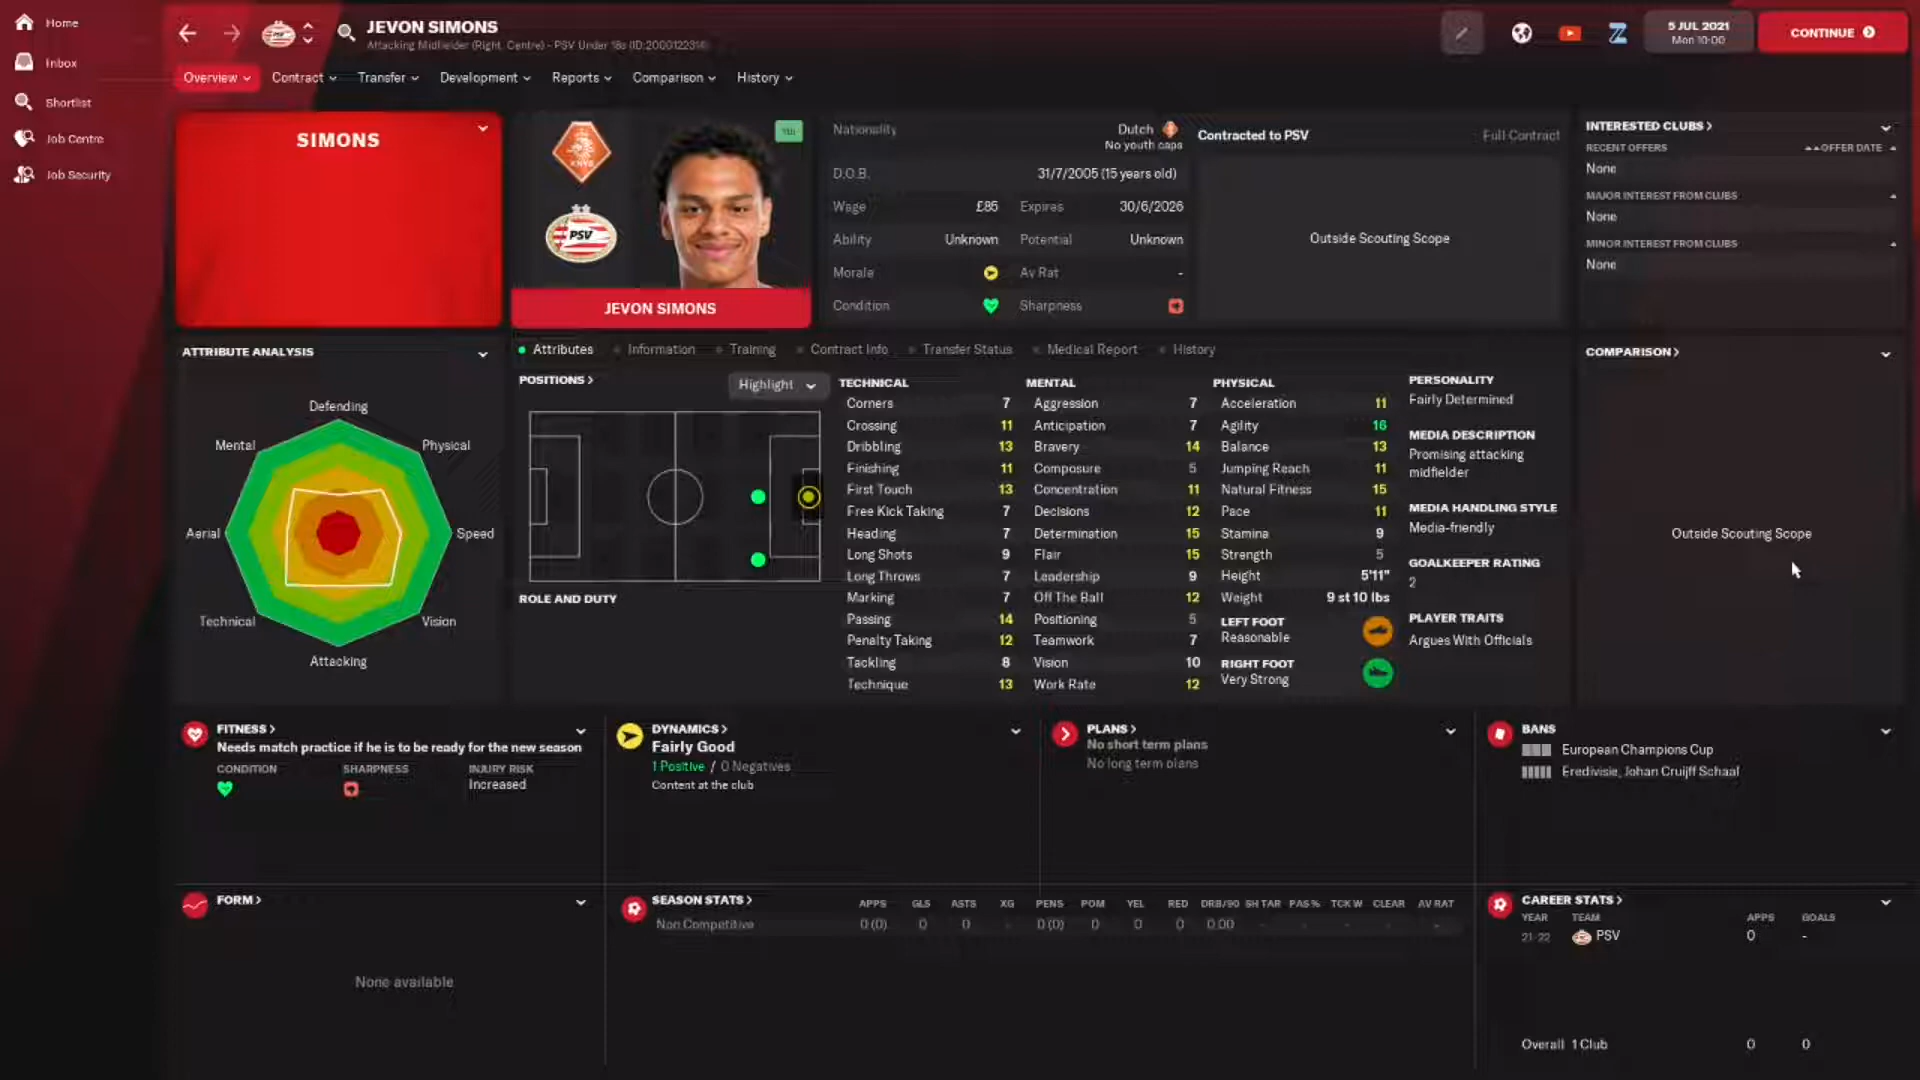 Home
Inbox
Shortlist
Job Centre
Job Security
JEVON SIMONS
Attacking Midfielder (Right, Centre) - PSV Under 18s
5 JUL 2021
Mon 10:00
CONTINUE
Overview
Contract
Transfer
Development
Reports
Comparison
History
SIMONS
JEVON SIMONS
PSV
Nationality
Dutch
No youth caps
D.O.B.
31/7/2005 (15 years old)
Wage £85 Expires 30/6/2026
Ability Unknown Potential Unknown
Morale Av Rat -
Condition Sharpness
Contracted to PSV Full Contract
Outside Scouting Scope
INTERESTED CLUBS >
RECENT OFFERS OFFER DATE
None
MAJOR INTEREST FROM CLUBS
None
MINOR INTEREST FROM CLUBS
None
ATTRIBUTE ANALYSIS
Defending
Mental Physical
Aerial Speed
Technical Vision
Attacking
Attributes Information Training Contract Info Transfer Status Medical Report History
POSITIONS >
Highlight
ROLE AND DUTY
TECHNICAL
Corners 7
Crossing 11
Dribbling 13
Finishing 11
First Touch 13
Free Kick Taking 7
Heading 7
Long Shots 9
Long Throws 7
Marking 7
Passing 14
Penalty Taking 12
Tackling 8
Technique 13
MENTAL
Aggression 7
Anticipation 7
Bravery 14
Composure 5
Concentration 11
Decisions 12
Determination 15
Flair 15
Leadership 9
Off The Ball 12
Positioning 5
Teamwork 7
Vision 10
Work Rate 12
PHYSICAL
Acceleration 11
Agility 16
Balance 13
Jumping Reach 11
Natural Fitness 15
Pace 11
Stamina 9
Strength 5
Height 5'11"
Weight 9 st 10 lbs
LEFT FOOT
Reasonable
RIGHT FOOT
Very Strong
PERSONALITY
Fairly Determined
MEDIA DESCRIPTION
Promising attacking
midfielder
MEDIA HANDLING STYLE
Media-friendly
GOALKEEPER RATING
2
PLAYER TRAITS
Argues With Officials
COMPARISON >
Outside Scouting Scope
FITNESS >
Needs match practice if he is to be ready for the new season
CONDITION SHARPNESS INJURY RISK
Increased
DYNAMICS >
Fairly Good
1 Positive / 0 Negatives
Content at the club
PLANS >
No short term plans
No long term plans
BANS
European Champions Cup
Eredivisie, Johan Cruijff Schaal
FORM >
None available
SEASON STATS > APPS GLS ASTS XG PENS POM YEL RED DRB/90 SH TAR PAS % TCK W CLEAR AV RAT
Non Competitive 0 (0) 0 0 - 0 (0) 0 0 0 0.00 - - - - -
CAREER STATS >
YEAR TEAM APPS GOALS
21-22 PSV 0 -
Overall 1 Club 0 0